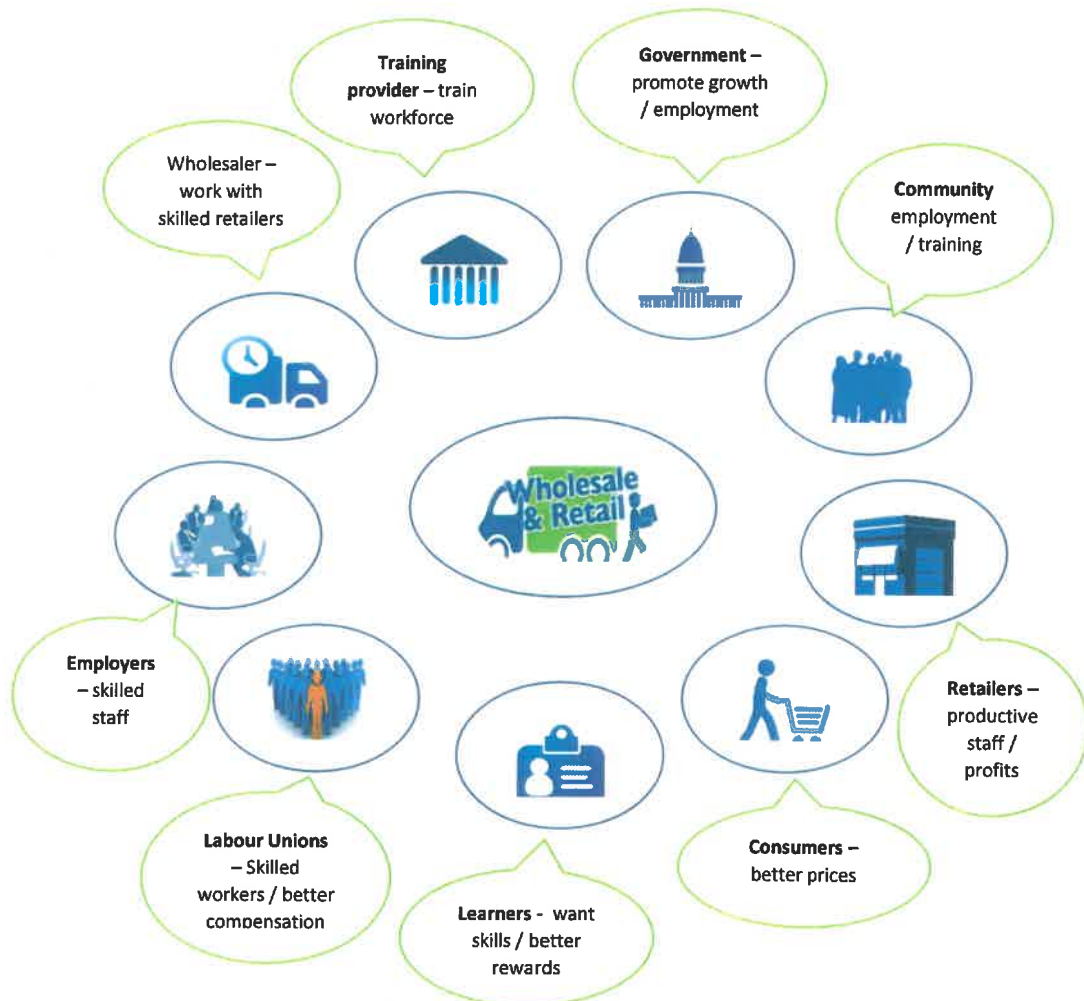 Training
provider – train
workforce
Government –
promote growth
/ employment
Wholesaler –
work with
skilled retailers
Community
employment
/ training
Wholesale
& Retail
Employers
– skilled
staff
Retailers –
productive
staff /
profits
Labour Unions
– Skilled
workers / better
compensation
Consumers –
better prices
Learners - want
skills / better
rewards